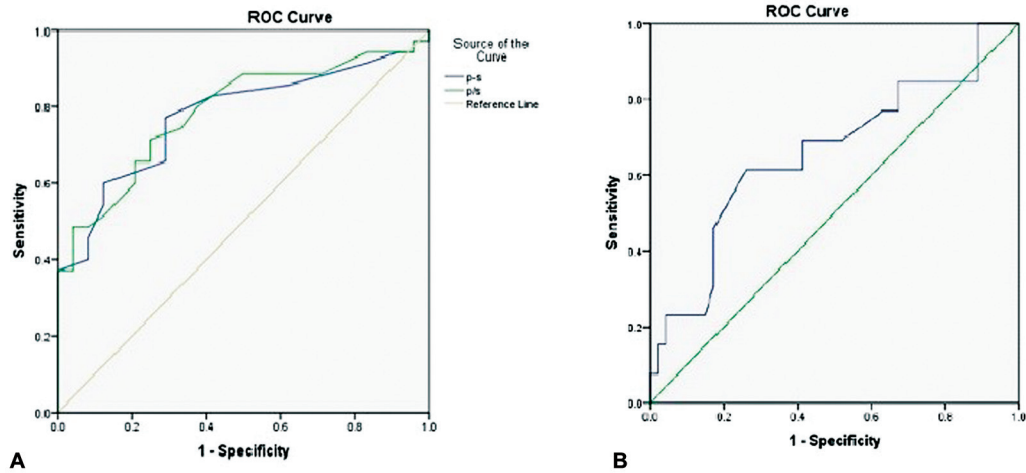 ROC Curve
Source of the
Curve
p-s
p/s
Reference Line
1.0
0.8
0.6
0.4
0.2
0.0
Sensitivity
0.0 0.2 0.4 0.6 0.8 1.0
1 - Specificity
A
ROC Curve
1.0
0.8
0.6
0.4
0.2
0.0
Sensitivity
0.0 0.2 0.4 0.6 0.8 1.0
1 - Specificity
B